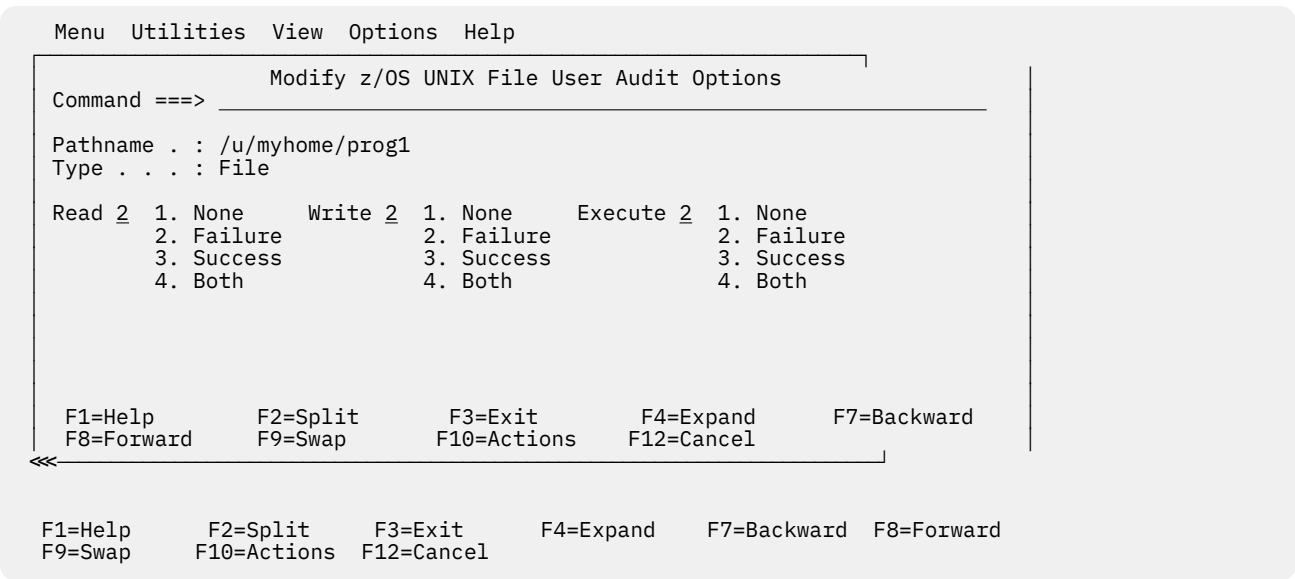 Menu Utilities View Options Help
Modify z/OS UNIX File User Audit Options
Command ===> ____________________________________________________________
Pathname . : /u/myhome/prog1
Type . . . : File
Read 2 1. None Write 2 1. None Execute 2 1. None
2. Failure 2. Failure 2. Failure
3. Success 3. Success 3. Success
4. Both 4. Both 4. Both
F1=Help F2=Split F3=Exit F4=Expand F7=Backward
F8=Forward F9=Swap F10=Actions F12=Cancel
F1=Help F2=Split F3=Exit F4=Expand F7=Backward F8=Forward
F9=Swap F10=Actions F12=Cancel